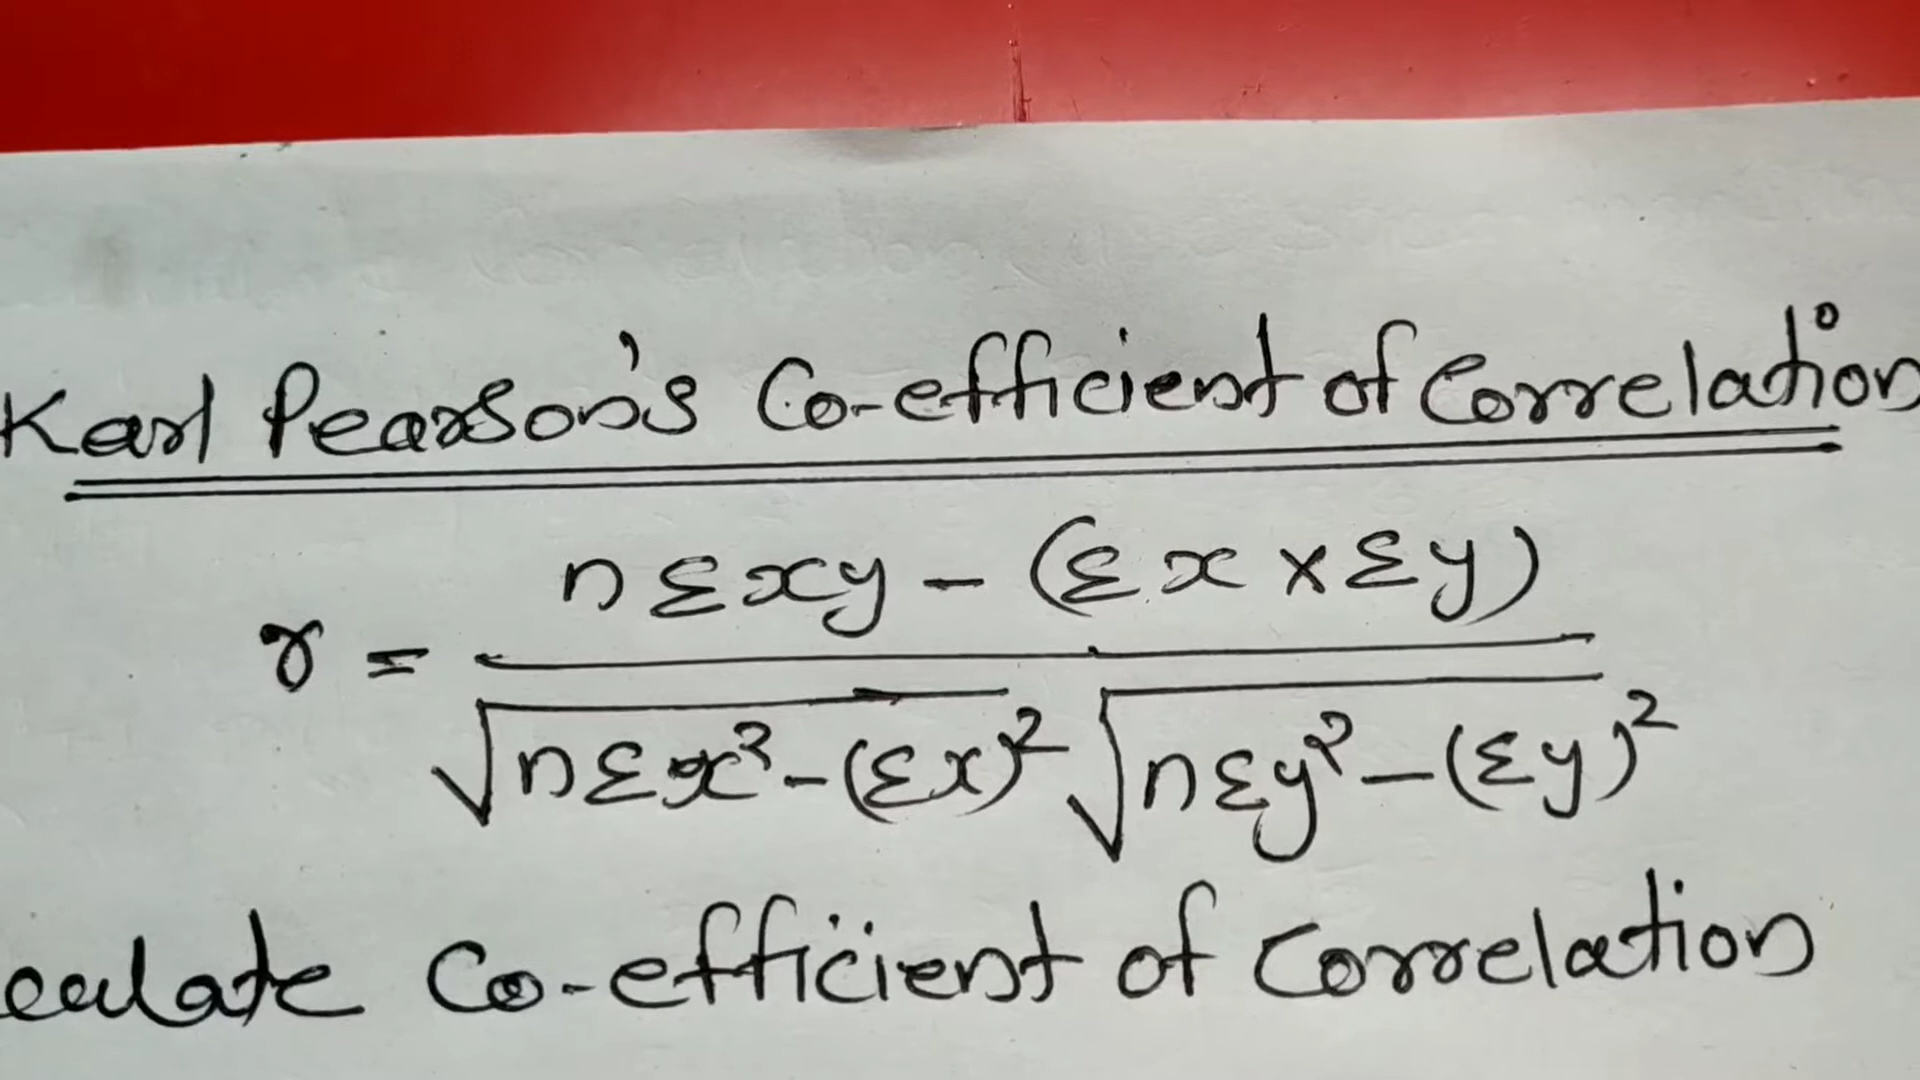 Karl Pearson's Co-efficient of Correlation
r = nΣxy - (Σx × Σy) / √nΣx² - (Σx)² √nΣy² - (Σy)²
culate Co-efficient of Correlation